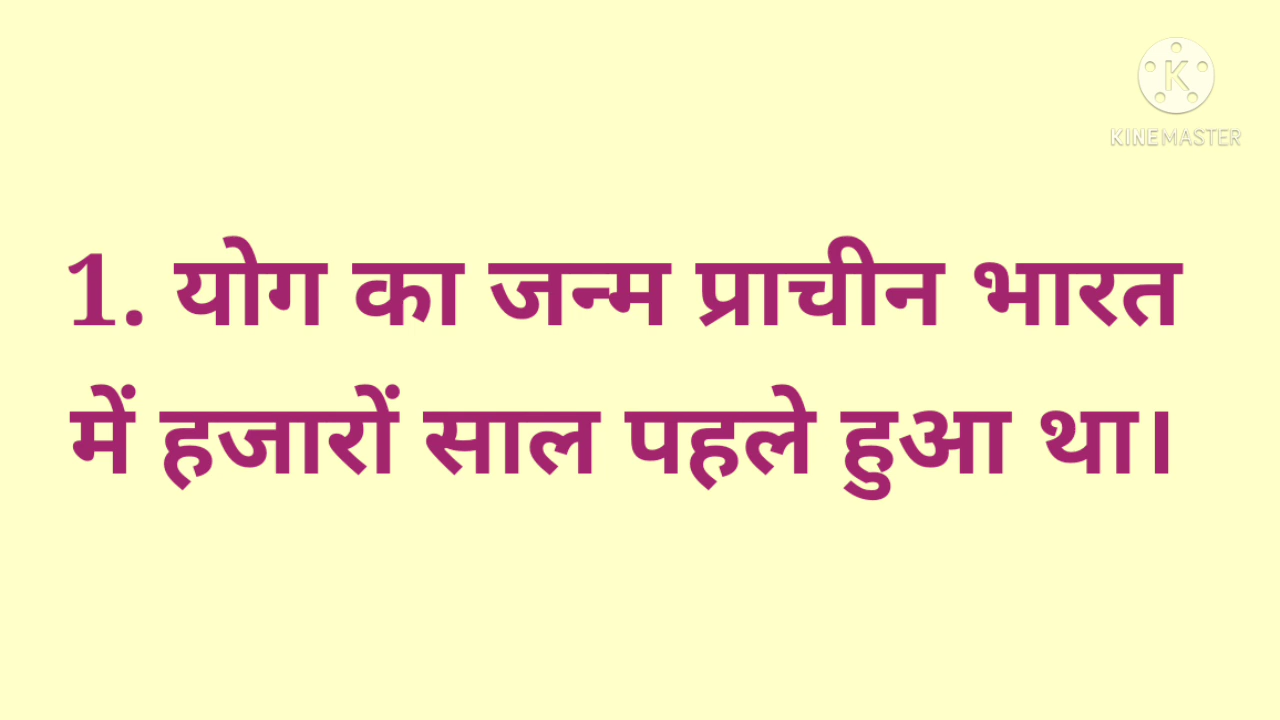 K
KINEMASTER
1. योग का जन्म प्राचीन भारत
में हजारों साल पहले हुआ था।